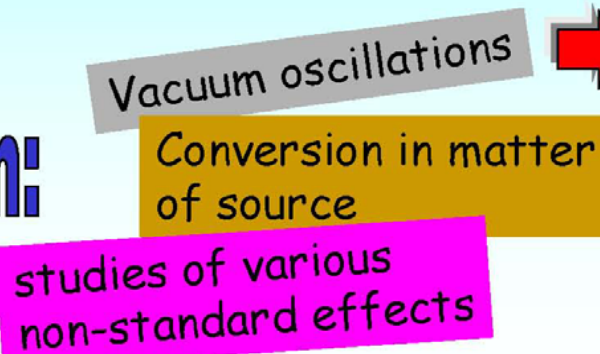 Vacuum oscillations
Conversion in matter
of source
studies of various
non-standard effects